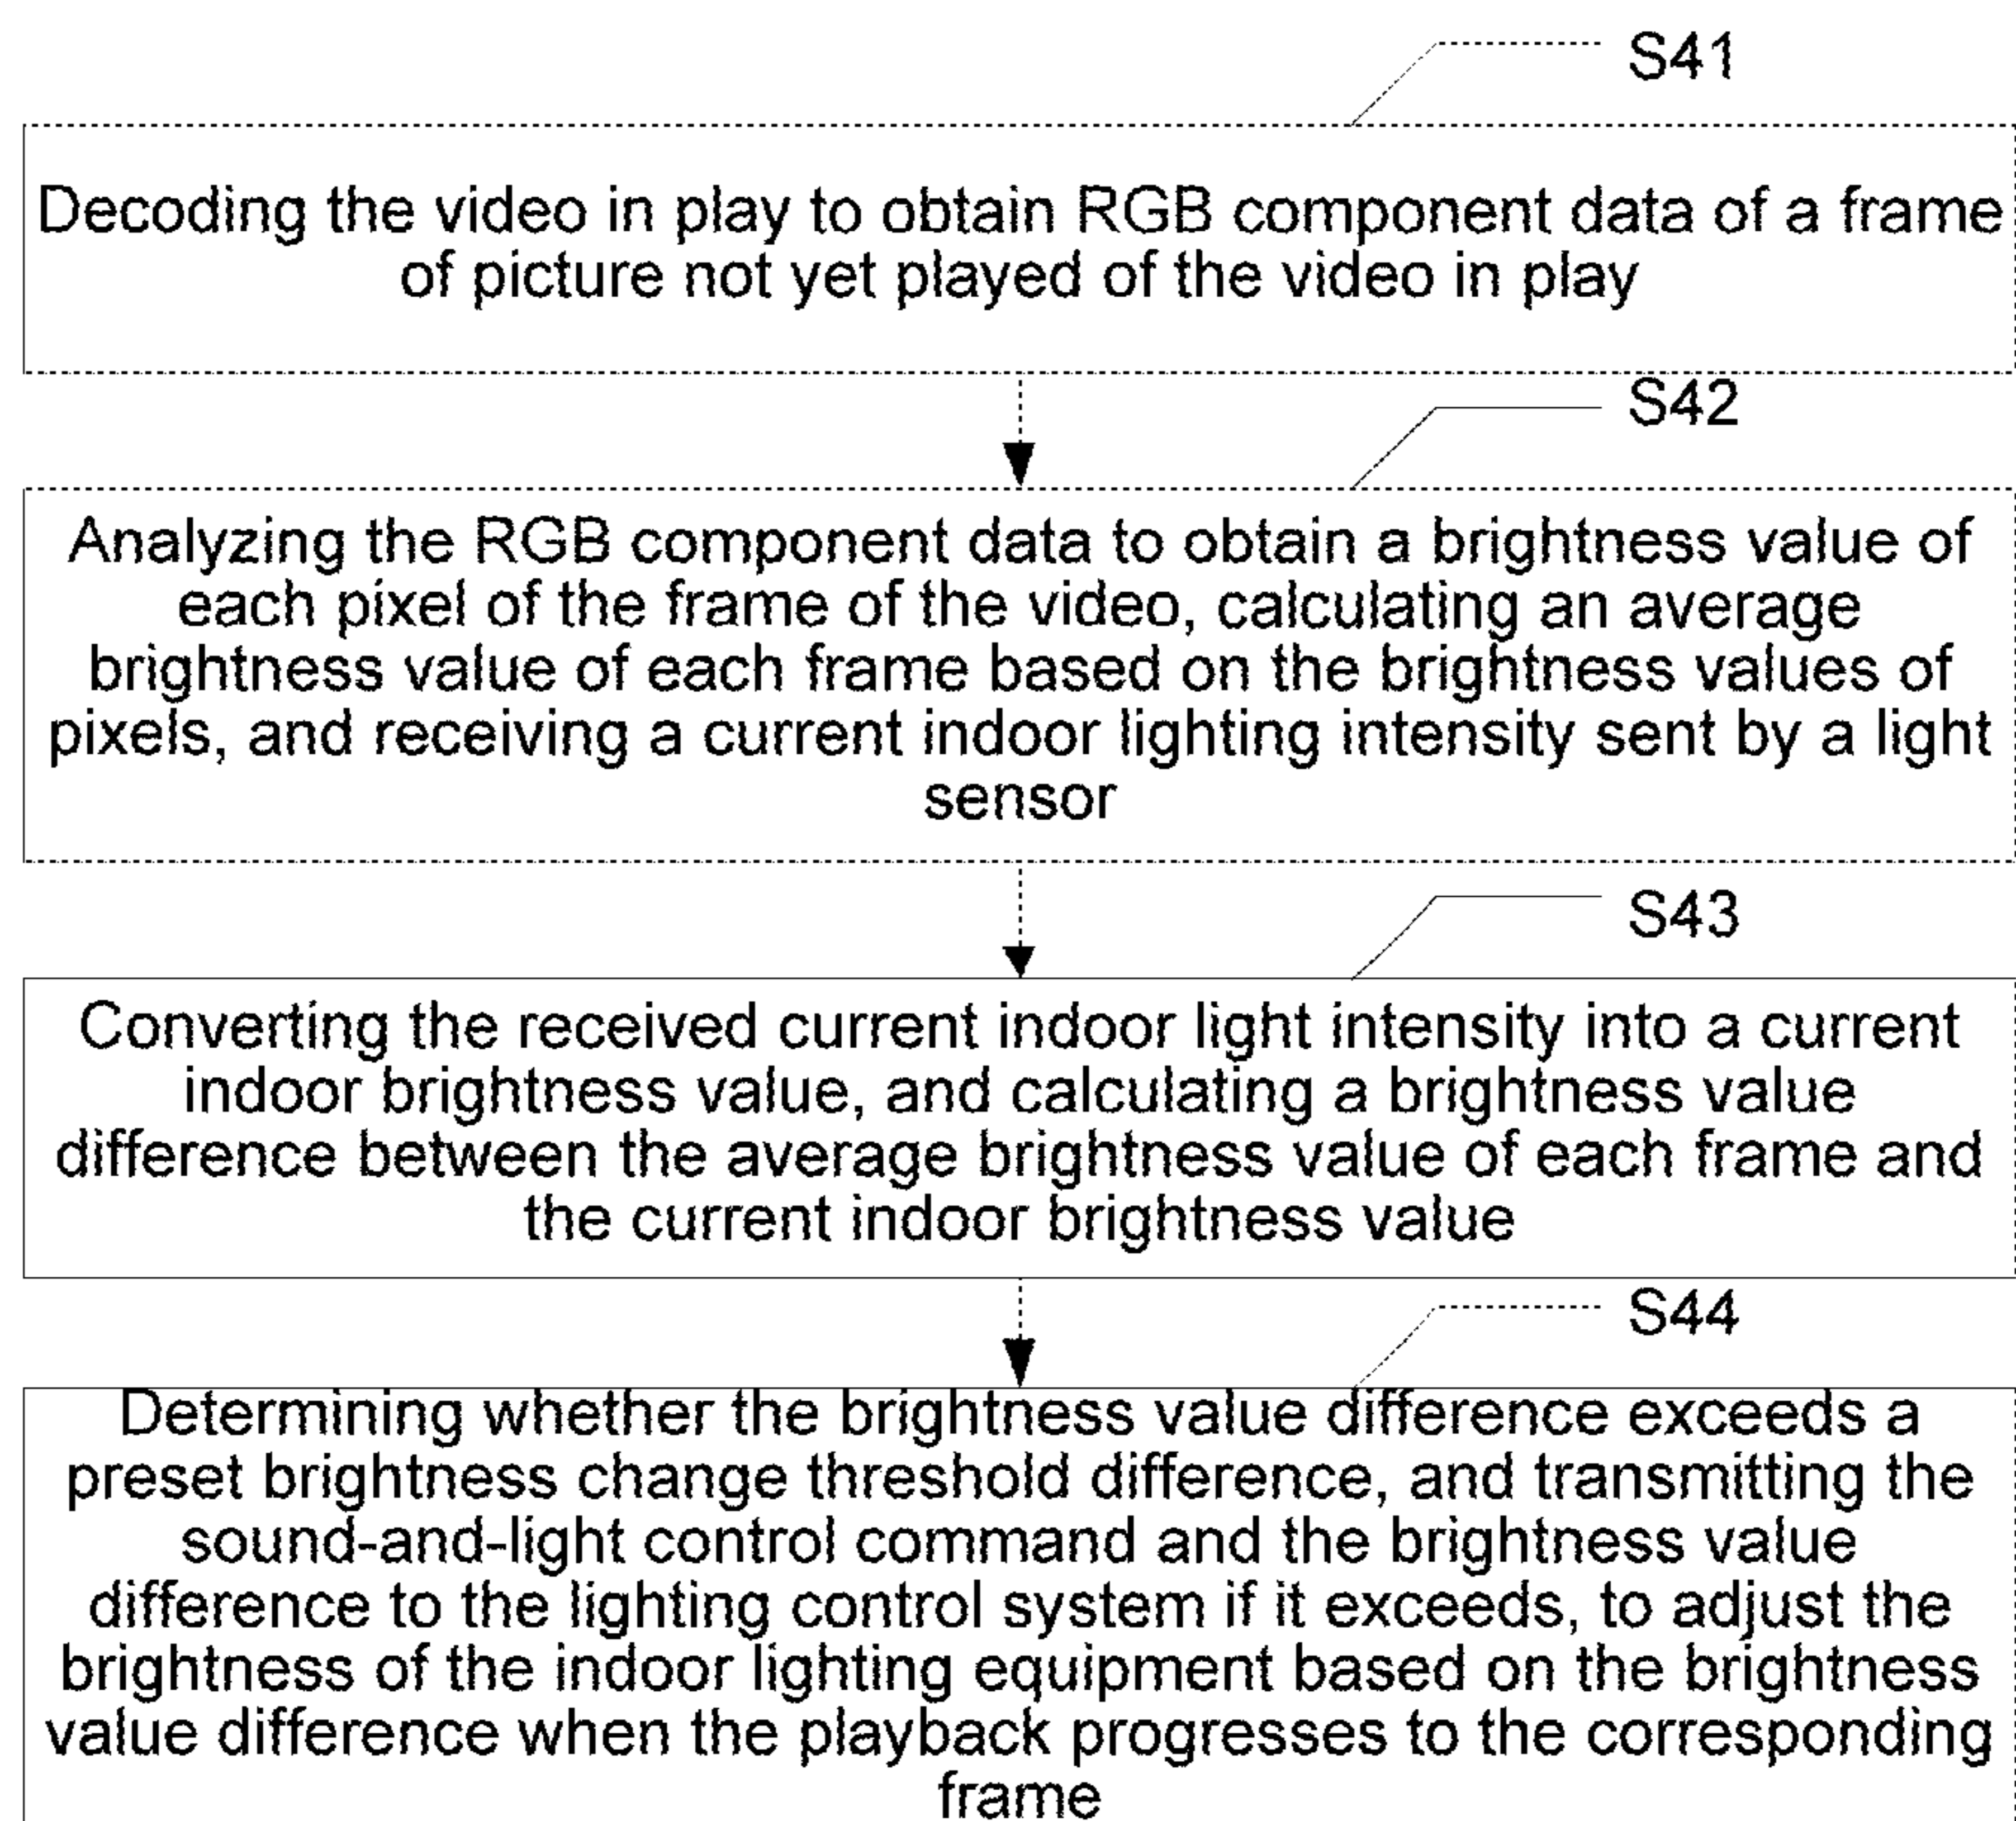 S41
Decoding the video in play to obtain RGB component data of a frame
of picture not yet played of the video in play
S42
Analyzing the RGB component data to obtain a brightness value of
each pixel of the frame of the video, calculating an average
brightness value of each frame based on the brightness values of
pixels, and receiving a current indoor lighting intensity sent by a light
sensor
S43
Converting the received current indoor light intensity into a current
indoor brightness value, and calculating a brightness value
difference between the average brightness value of each frame and
the current indoor brightness value
S44
Determining whether the brightness value difference exceeds a
preset brightness change threshold difference, and transmitting the
sound-and-light control command and the brightness value
difference to the lighting control system if it exceeds, to adjust the
brightness of the indoor lighting equipment based on the brightness
value difference when the playback progresses to the corresponding
frame